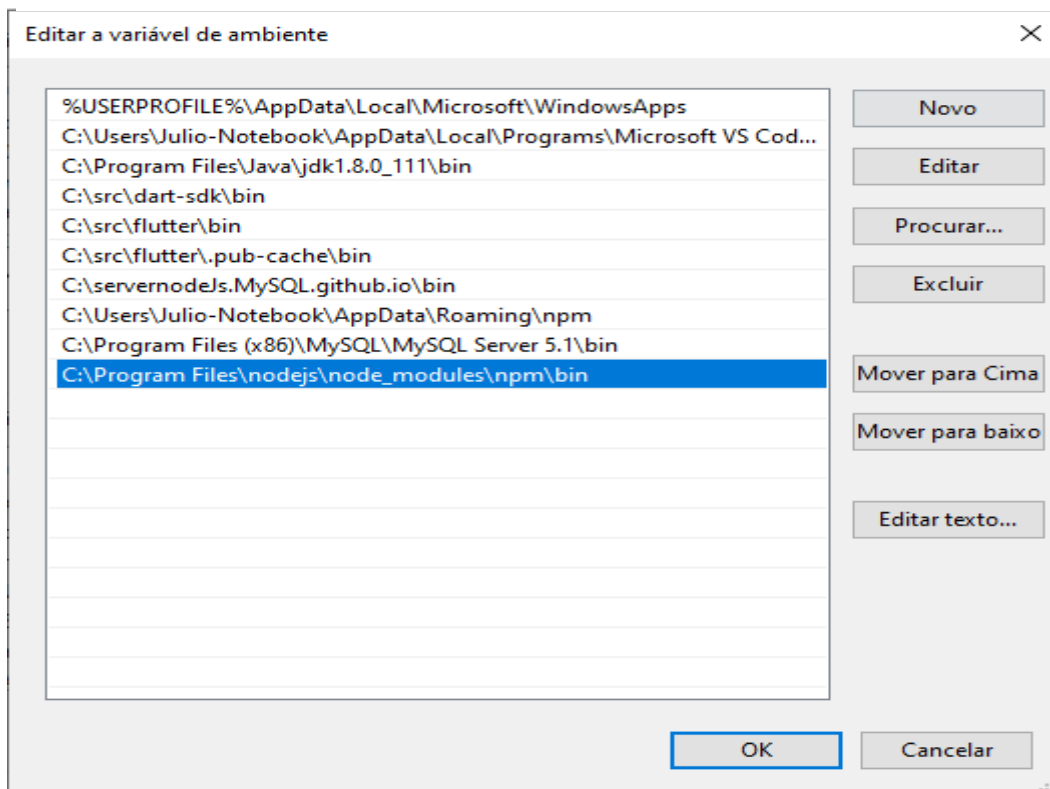 Editar a variável de ambiente
%USERPROFILE%\AppData\Local\Microsoft\WindowsApps
Novo
C:\Users\Julio-Notebook\AppData\Local\Programs\Microsoft VS Cod...
C:\Program Files\Java\jdk1.8.0_111\bin
Editar
C:\src\dart-sdk\bin
C:\src\flutter\bin
Procurar...
C:\src\flutter\.pub-cache\bin
C:\servernodeJs.MySQL.github.io\bin
Excluir
C:\Users\Julio-Notebook\AppData\Roaming\npm
C:\Program Files (x86)\MySQL\MySQL Server 5.1\bin
C:\Program Files\nodejs\node_modules\npm\bin
Mover para Cima
Mover para baixo
Editar texto...
OK
Cancelar